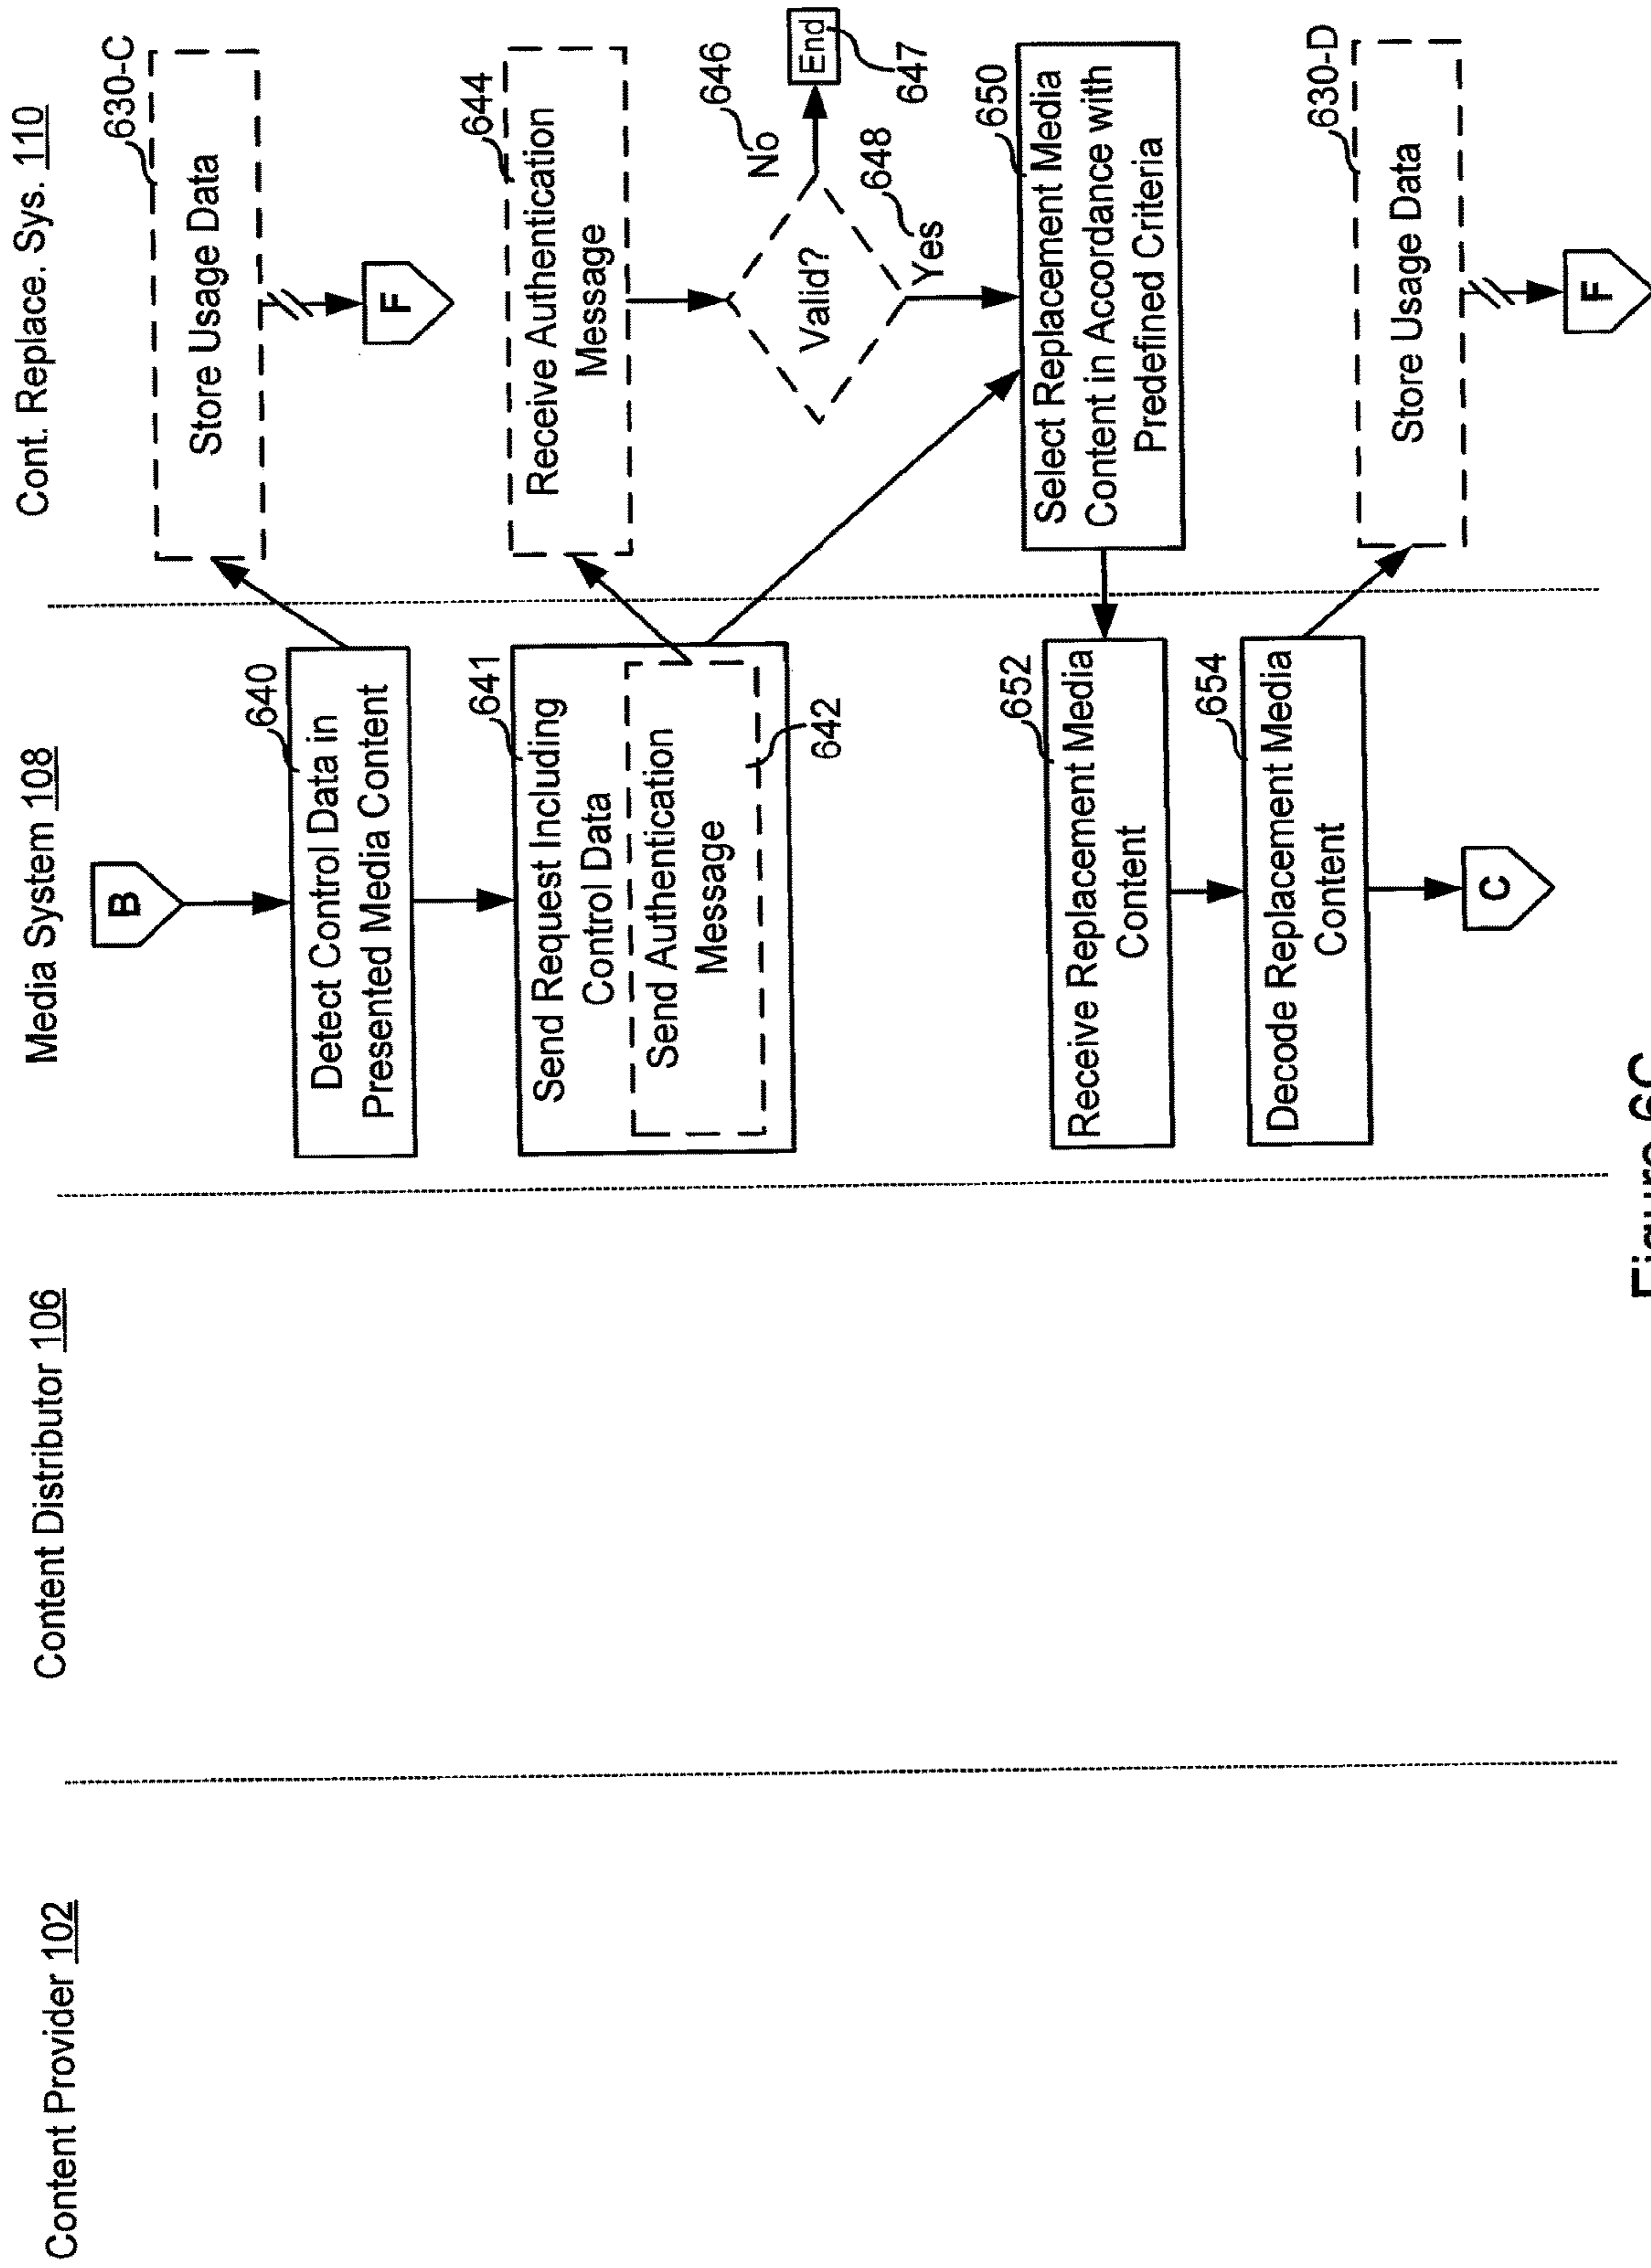 Content Provider 102
Content Distributor 106
Media System 108
Cont. Replace. Sys. 110
B
640
Detect Control Data in
Presented Media Content
630-C
Store Usage Data
F
641
Send Request Including
Control Data
Send Authentication
Message
642
644
Receive Authentication
Message
Valid?
No
646
End
647
648
Yes
650
Select Replacement Media
Content in Accordance with
Predefined Criteria
652
Receive Replacement Media
Content
654
Decode Replacement Media
Content
C
630-D
Store Usage Data
F
Figure 6C